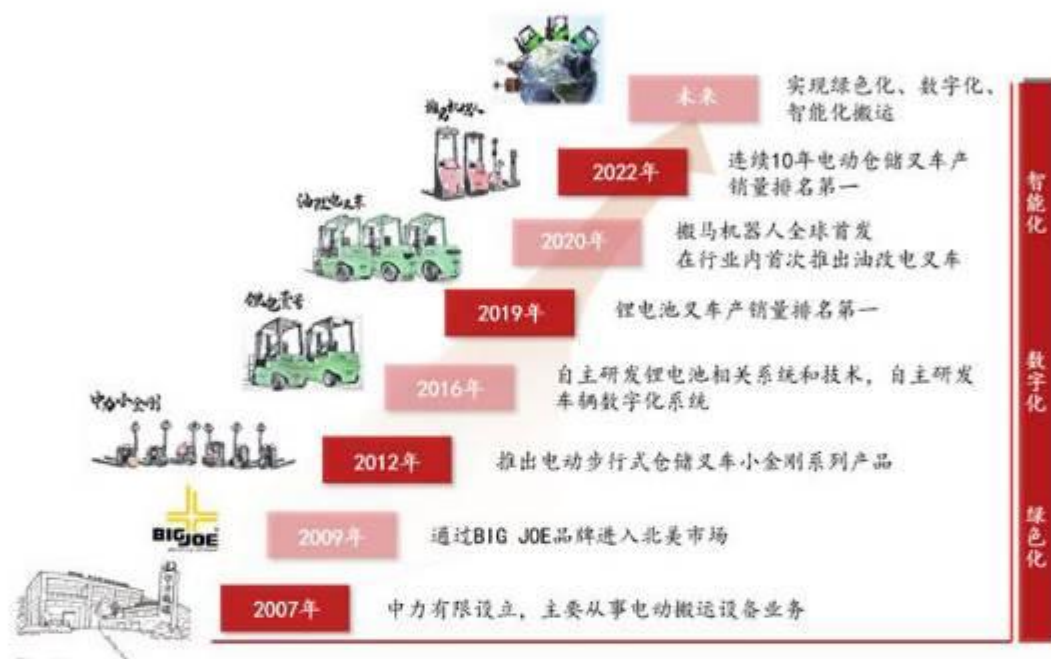 未来
实现绿色化、数字化、
智能化搬运
2022年
连续10年电动仓储叉车产
销量排名第一
油改电叉车
2020年
搬马机器人全球首发
在行业内首次推出油改电叉车
2019年
锂电池叉车产销量排名第一
2016年
自主研发锂电池相关系统和技术，自主研发
车辆数字化系统
中力小金刚
2012年
推出电动步行式仓储叉车小金刚系列产品
BIG JOE
2009年
通过BIG JOE品牌进入北美市场
2007年
中力有限设立，主要从事电动搬运设备业务
智能化
数字化
绿色化